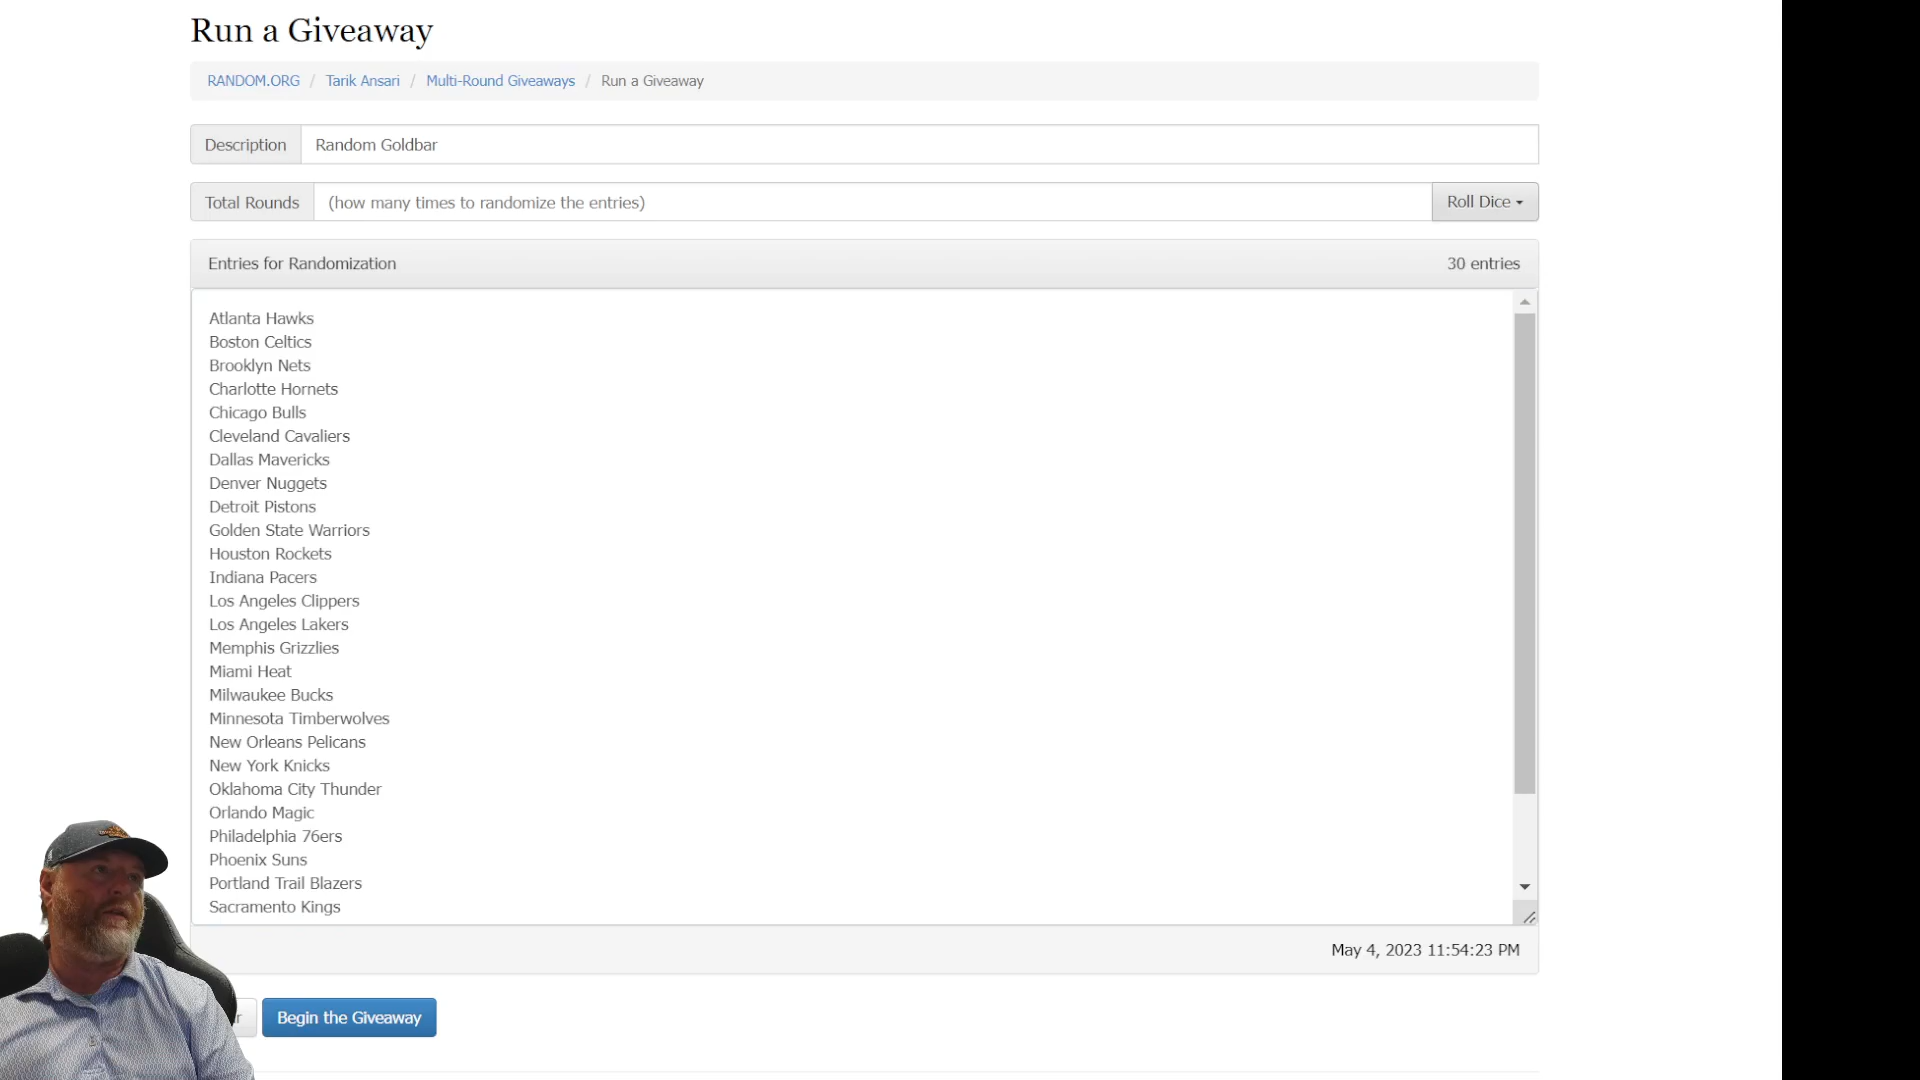 Run a Giveaway
RANDOM.ORG / Tarik Ansari / Multi-Round Giveaways / Run a Giveaway
Description Random Goldbar
Total Rounds (how many times to randomize the entries) Roll Dice
Entries for Randomization 30 entries
Atlanta Hawks
Boston Celtics
Brooklyn Nets
Charlotte Hornets
Chicago Bulls
Cleveland Cavaliers
Dallas Mavericks
Denver Nuggets
Detroit Pistons
Golden State Warriors
Houston Rockets
Indiana Pacers
Los Angeles Clippers
Los Angeles Lakers
Memphis Grizzlies
Miami Heat
Milwaukee Bucks
Minnesota Timberwolves
New Orleans Pelicans
New York Knicks
Oklahoma City Thunder
Orlando Magic
Philadelphia 76ers
Phoenix Suns
Portland Trail Blazers
Sacramento Kings
May 4, 2023 11:54:23 PM
Begin the Giveaway